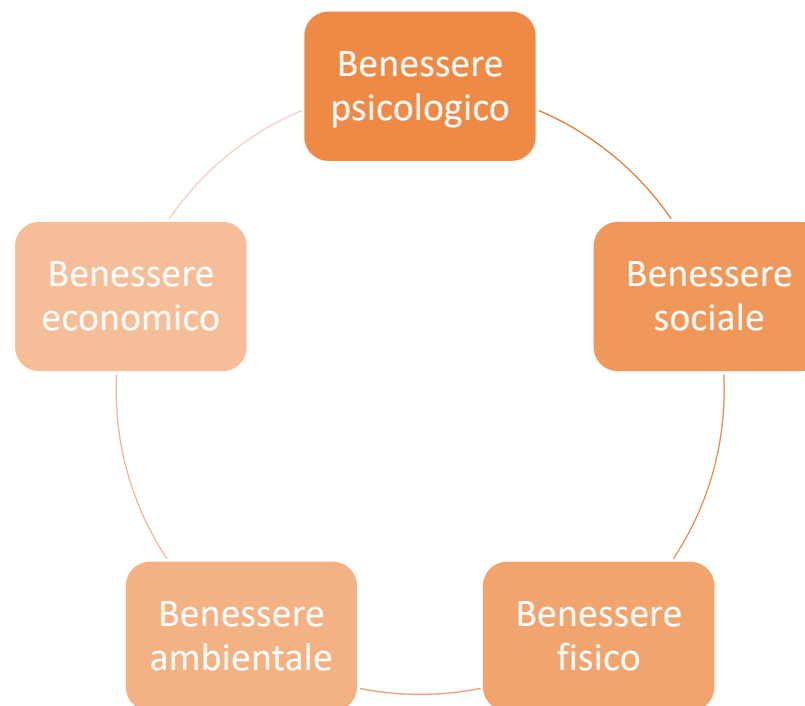 Benessere
psicologico
Benessere
sociale
Benessere
fisico
Benessere
ambientale
Benessere
economico